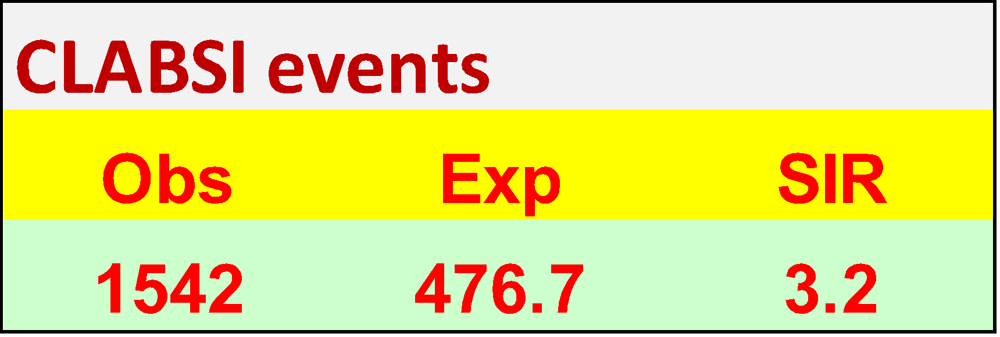 CLABSI events
Obs Exp SIR
1542 476.7 3.2